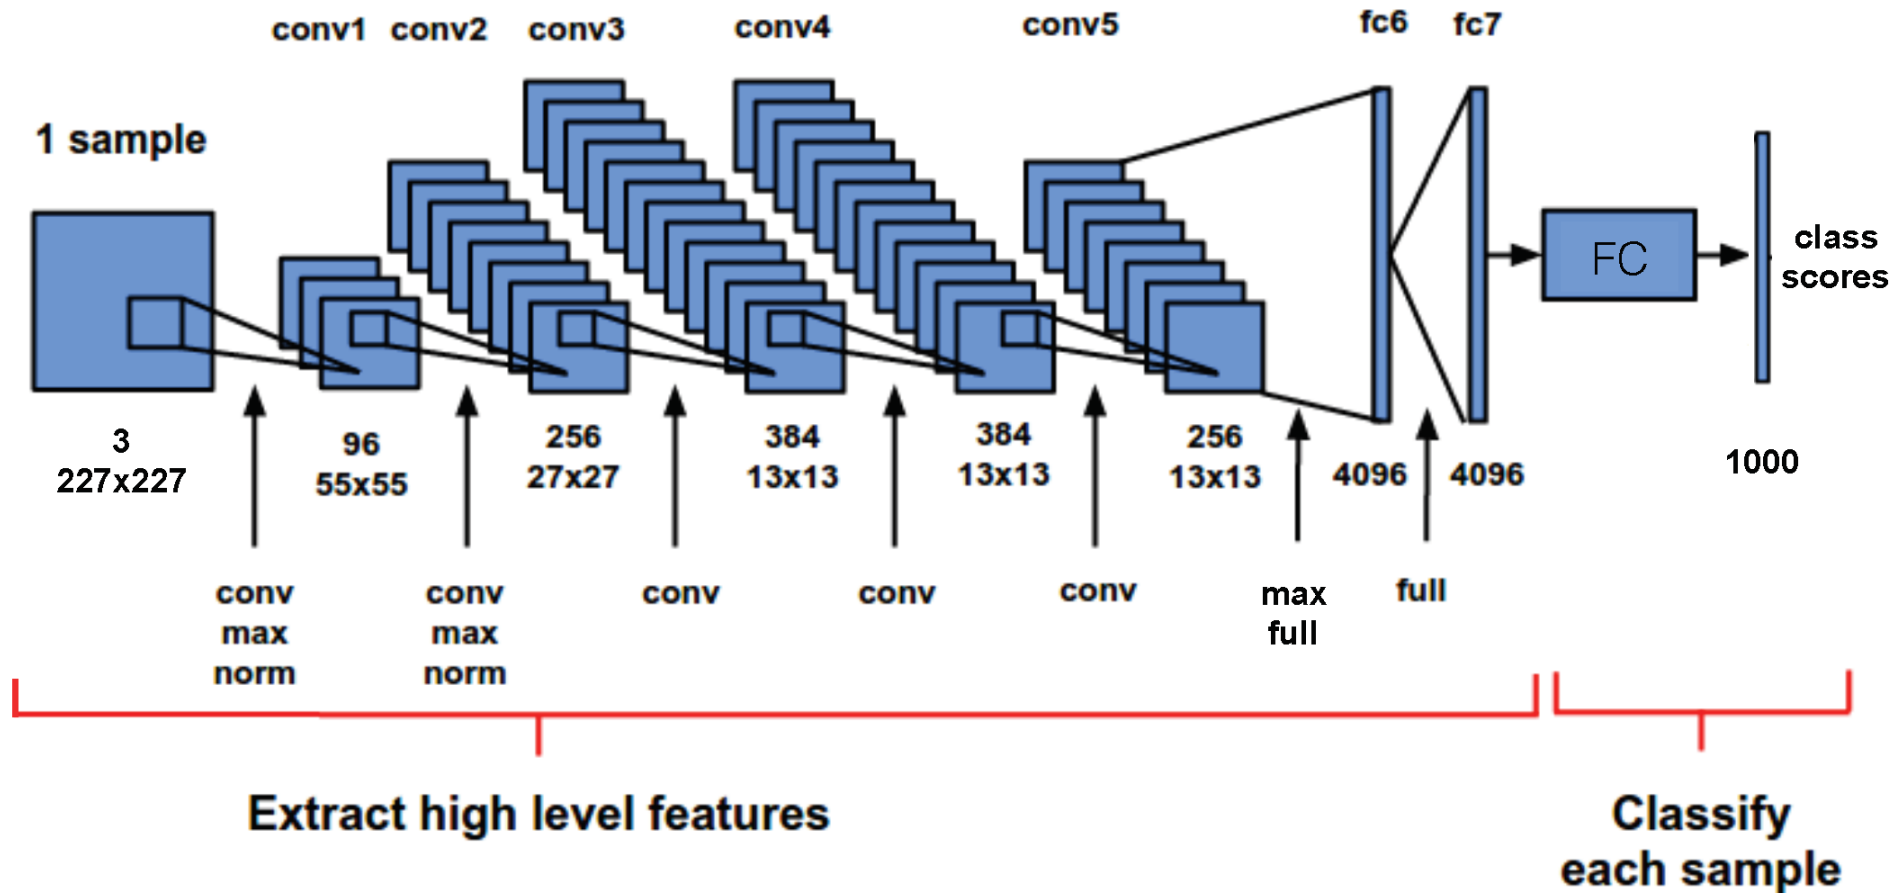 conv1 conv2 conv3 conv4 conv5 fc6 fc7
1 sample
FC
class
scores
3
227x227
96
55x55
256
27x27
384
13x13
384
13x13
256
13x13
4096
4096
1000
conv
max
norm
conv
max
norm
conv
conv
conv
max
full
full
Extract high level features
Classify
each sample